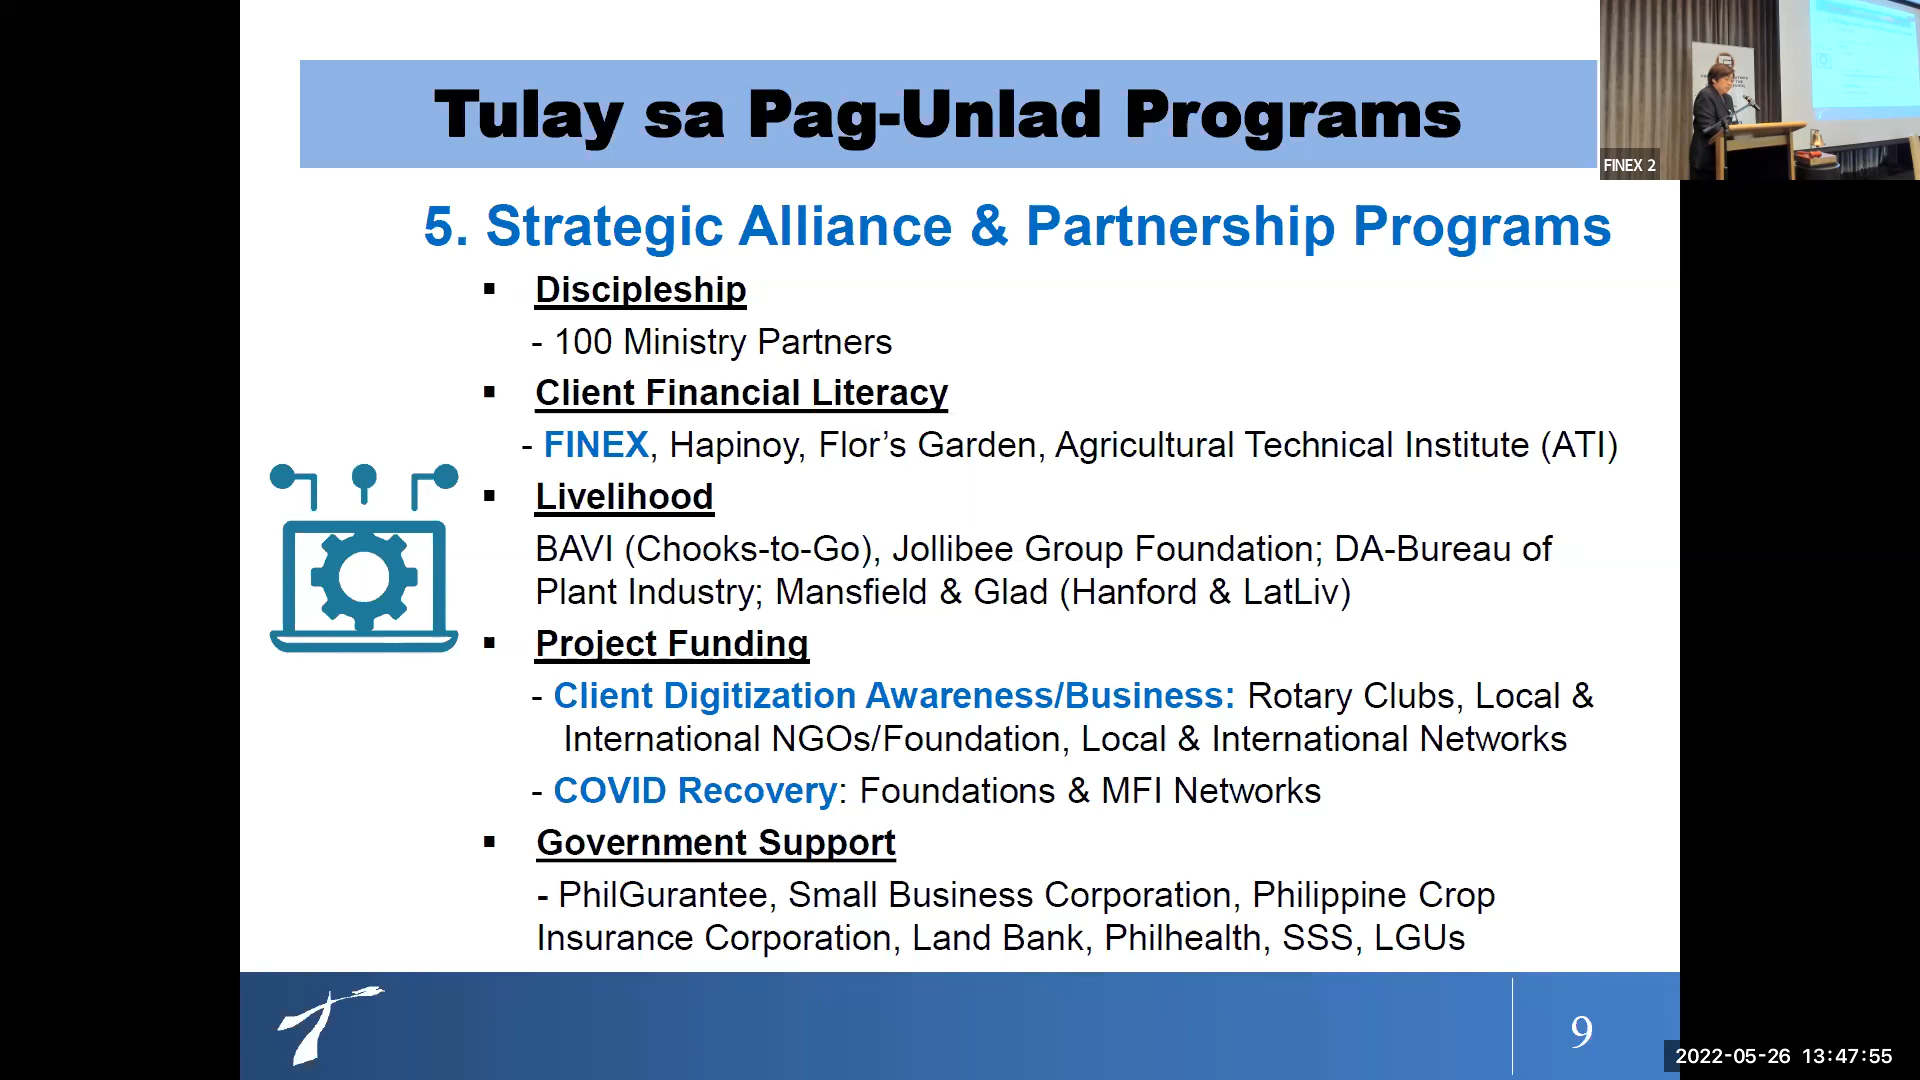 Tulay sa Pag-Unlad Programs
FINEX 2
5. Strategic Alliance & Partnership Programs
▪ Discipleship
- 100 Ministry Partners
▪ Client Financial Literacy
- FINEX, Hapinoy, Flor’s Garden, Agricultural Technical Institute (ATI)
▪ Livelihood
BAVI (Chooks-to-Go), Jollibee Group Foundation; DA-Bureau of
Plant Industry; Mansfield & Glad (Hanford & LatLiv)
▪ Project Funding
- Client Digitization Awareness/Business: Rotary Clubs, Local &
International NGOs/Foundation, Local & International Networks
- COVID Recovery: Foundations & MFI Networks
▪ Government Support
- PhilGurantee, Small Business Corporation, Philippine Crop
Insurance Corporation, Land Bank, Philhealth, SSS, LGUs
9
2022-05-26 13:47:55